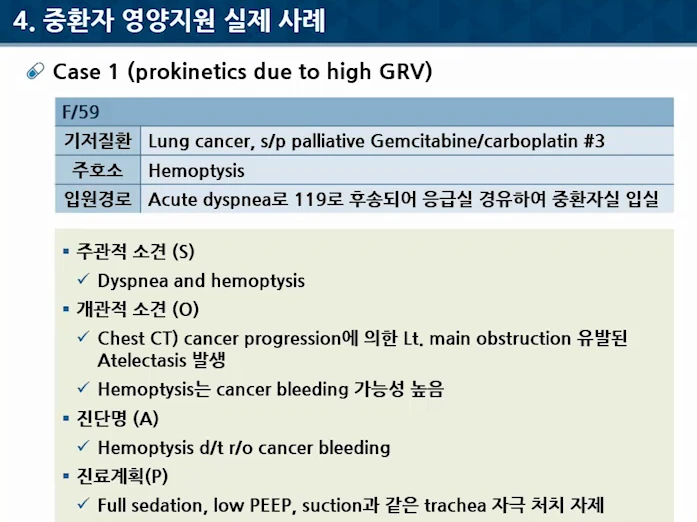 4. 중환자 영양지원 실제 사례
Case 1 (prokinetics due to high GRV)
F/59
기저질환 Lung cancer, s/p palliative Gemcitabine/carboplatin #3
주호소 Hemoptysis
입원경로 Acute dyspnea로 119로 후송되어 응급실 경유하여 중환자실 입실
▪ 주관적 소견 (S)
✓ Dyspnea and hemoptysis
▪ 개관적 소견 (O)
✓ Chest CT) cancer progression에 의한 Lt. main obstruction 유발된
Atelectasis 발생
✓ Hemoptysis는 cancer bleeding 가능성 높음
▪ 진단명 (A)
✓ Hemoptysis d/t r/o cancer bleeding
▪ 진료계획(P)
✓ Full sedation, low PEEP, suction과 같은 trachea 자극 처치 자제